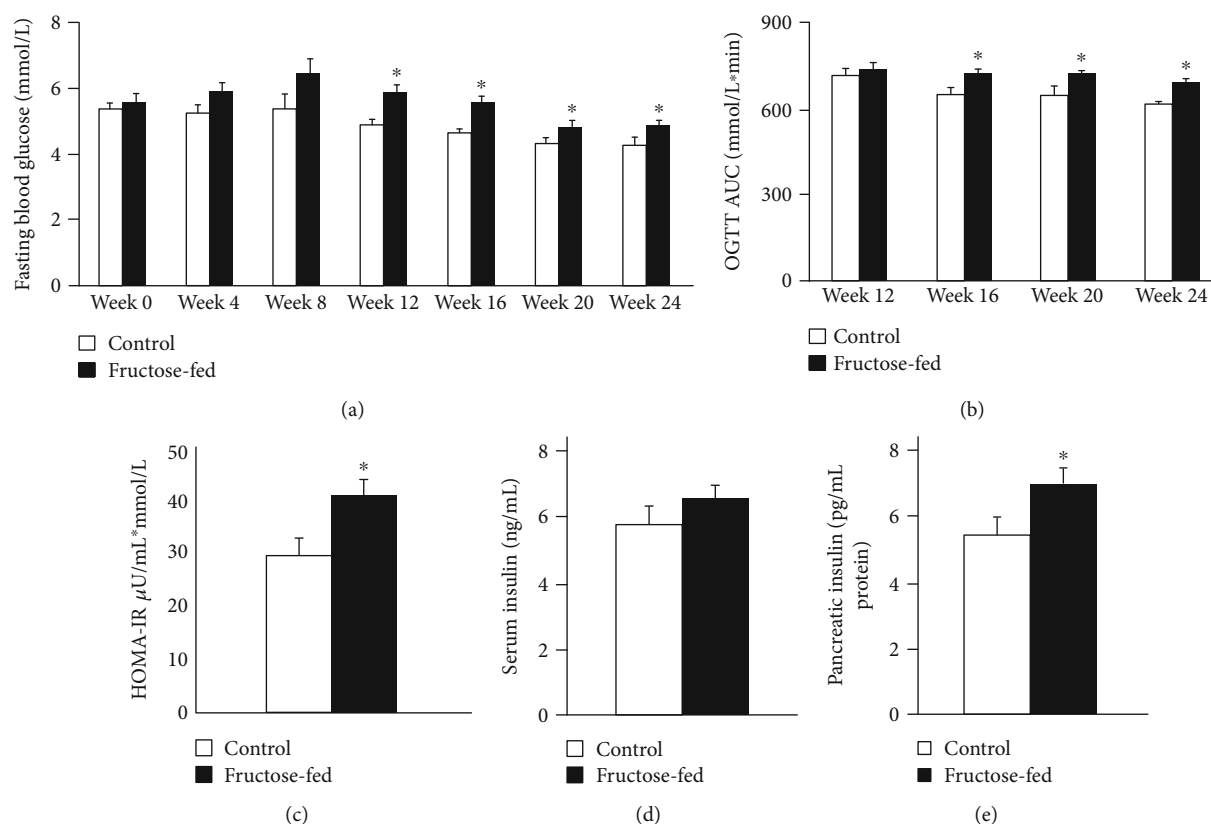 Fasting blood glucose (mmol/L)
8
6
4
2
0
* * * *
Week 0 Week 4 Week 8 Week 12 Week 16 Week 20 Week 24
Control
Fructose-fed
(a)
OGTT AUC (mmol/L*min)
900
600
300
0
* * *
Week 12 Week 16 Week 20 Week 24
Control
Fructose-fed
(b)
HOMA-IR μU/mL*mmol/L
50
40
30
20
10
0
*
Control
Fructose-fed
(c)
Serum insulin (ng/mL)
8
6
4
2
0
Control
Fructose-fed
(d)
Pancreatic insulin (pg/mL
protein)
8
6
4
2
0
*
Control
Fructose-fed
(e)